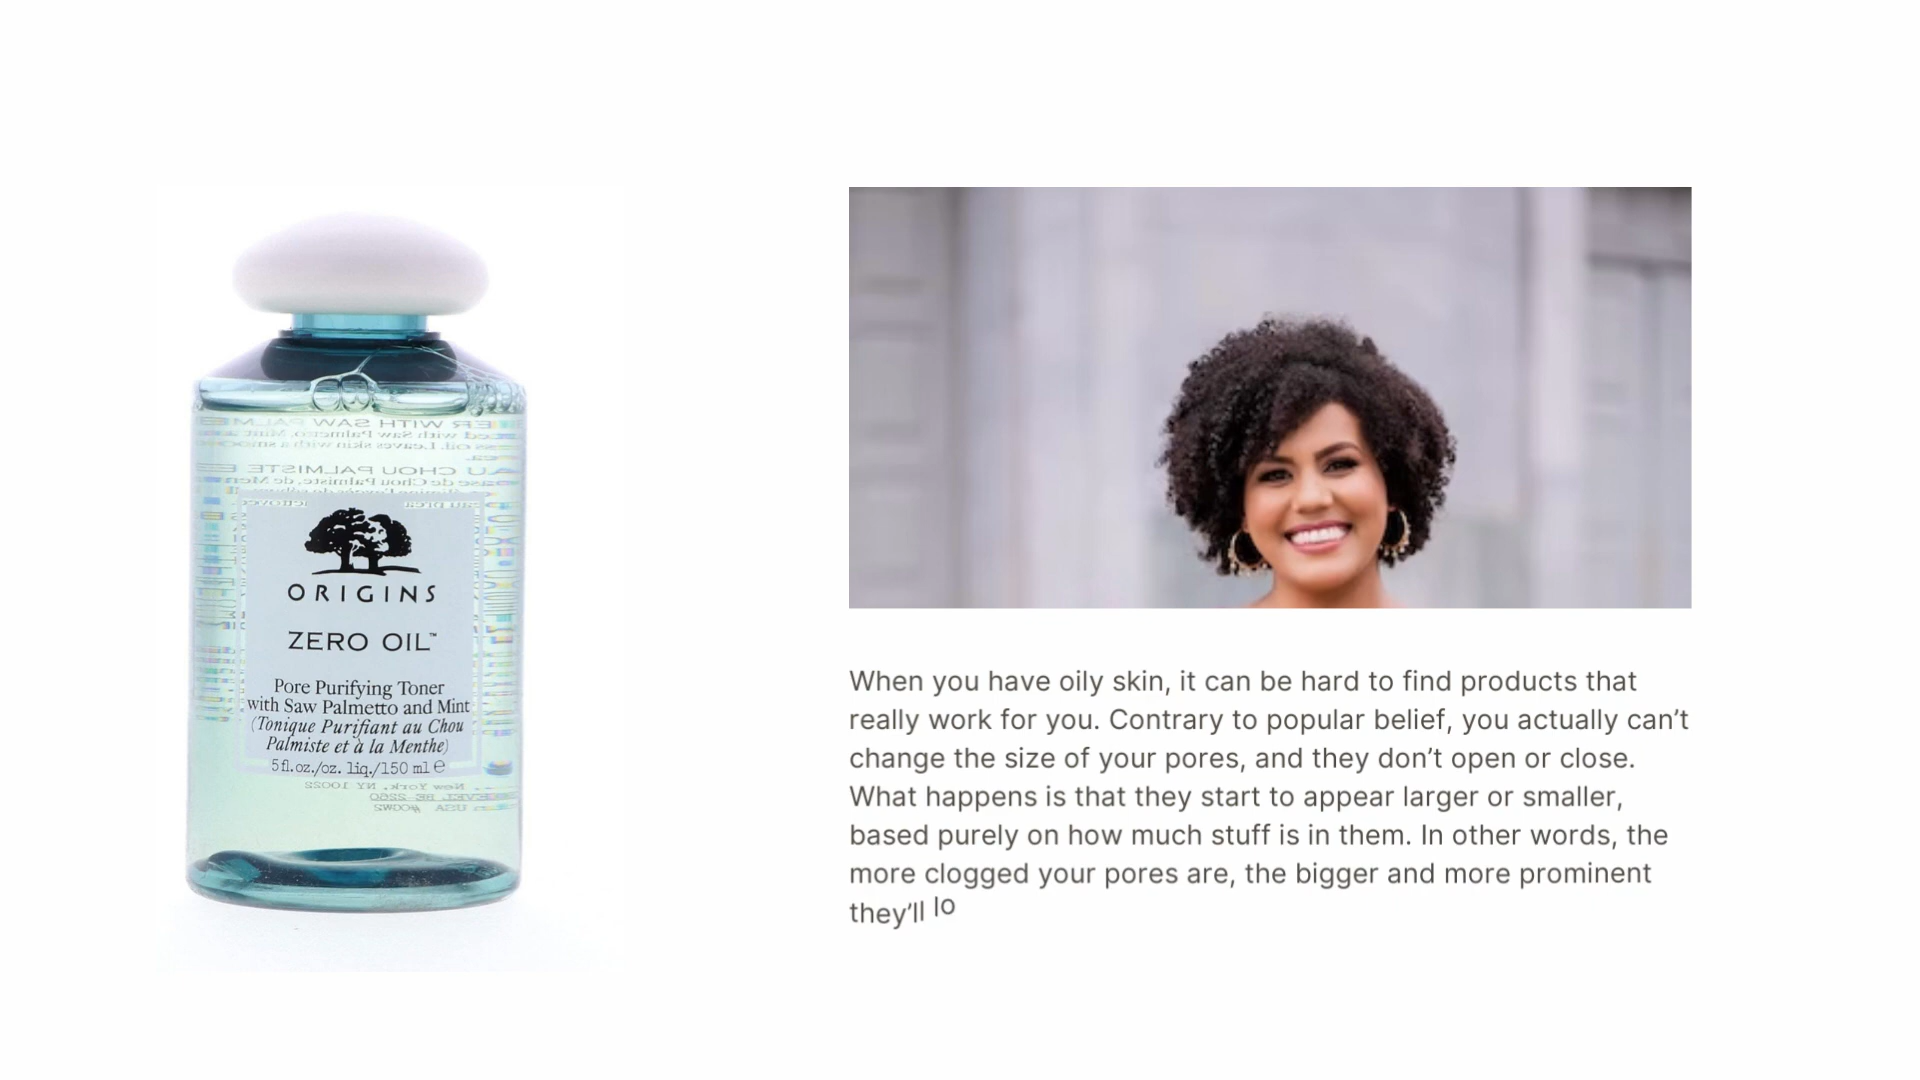 ORIGINS
ZERO OIL™
Pore Purifying Toner
with Saw Palmetto and Mint
(Tonique Purifiant au Chou
Palmiste et à la Menthe)
5 fl.oz./oz. liq./150 ml e
When you have oily skin, it can be hard to find products that
really work for you. Contrary to popular belief, you actually can’t
change the size of your pores, and they don’t open or close.
What happens is that they start to appear larger or smaller,
based purely on how much stuff is in them. In other words, the
more clogged your pores are, the bigger and more prominent
they’ll lo